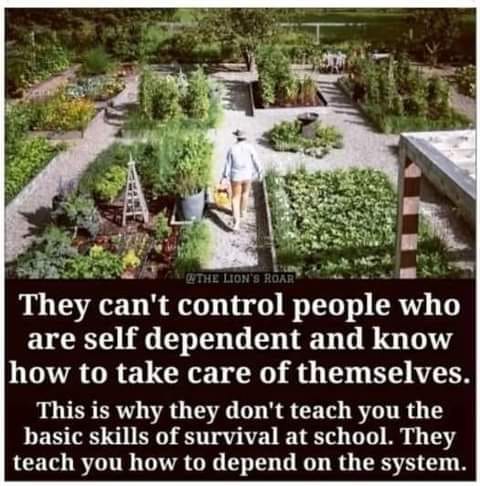 @The Lion's Roar
They can't control people who
are self dependent and know
how to take care of themselves.
This is why they don't teach you the
basic skills of survival at school. They
teach you how to depend on the system.